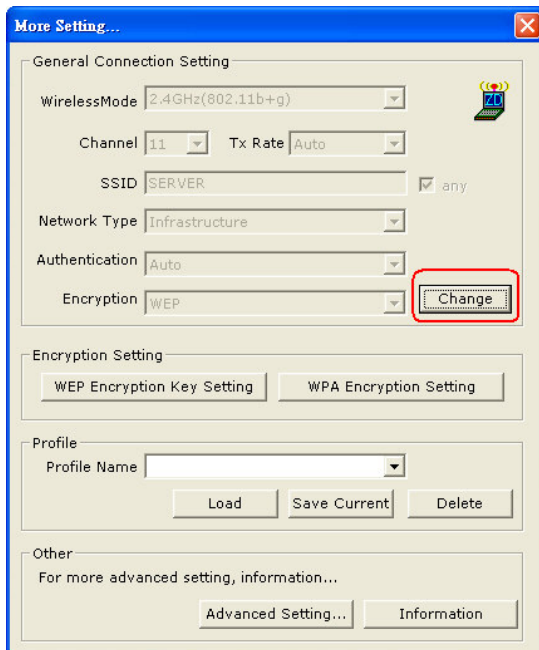 More Setting...
General Connection Setting
WirelessMode 2.4GHz(802.11b+g)
ZD
Channel 11 Tx Rate Auto
SSID SERVER any
Network Type Infrastructure
Authentication Auto
Encryption WEP Change
Encryption Setting
WEP Encryption Key Setting WPA Encryption Setting
Profile
Profile Name
Load Save Current Delete
Other
For more advanced setting, information...
Advanced Setting... Information